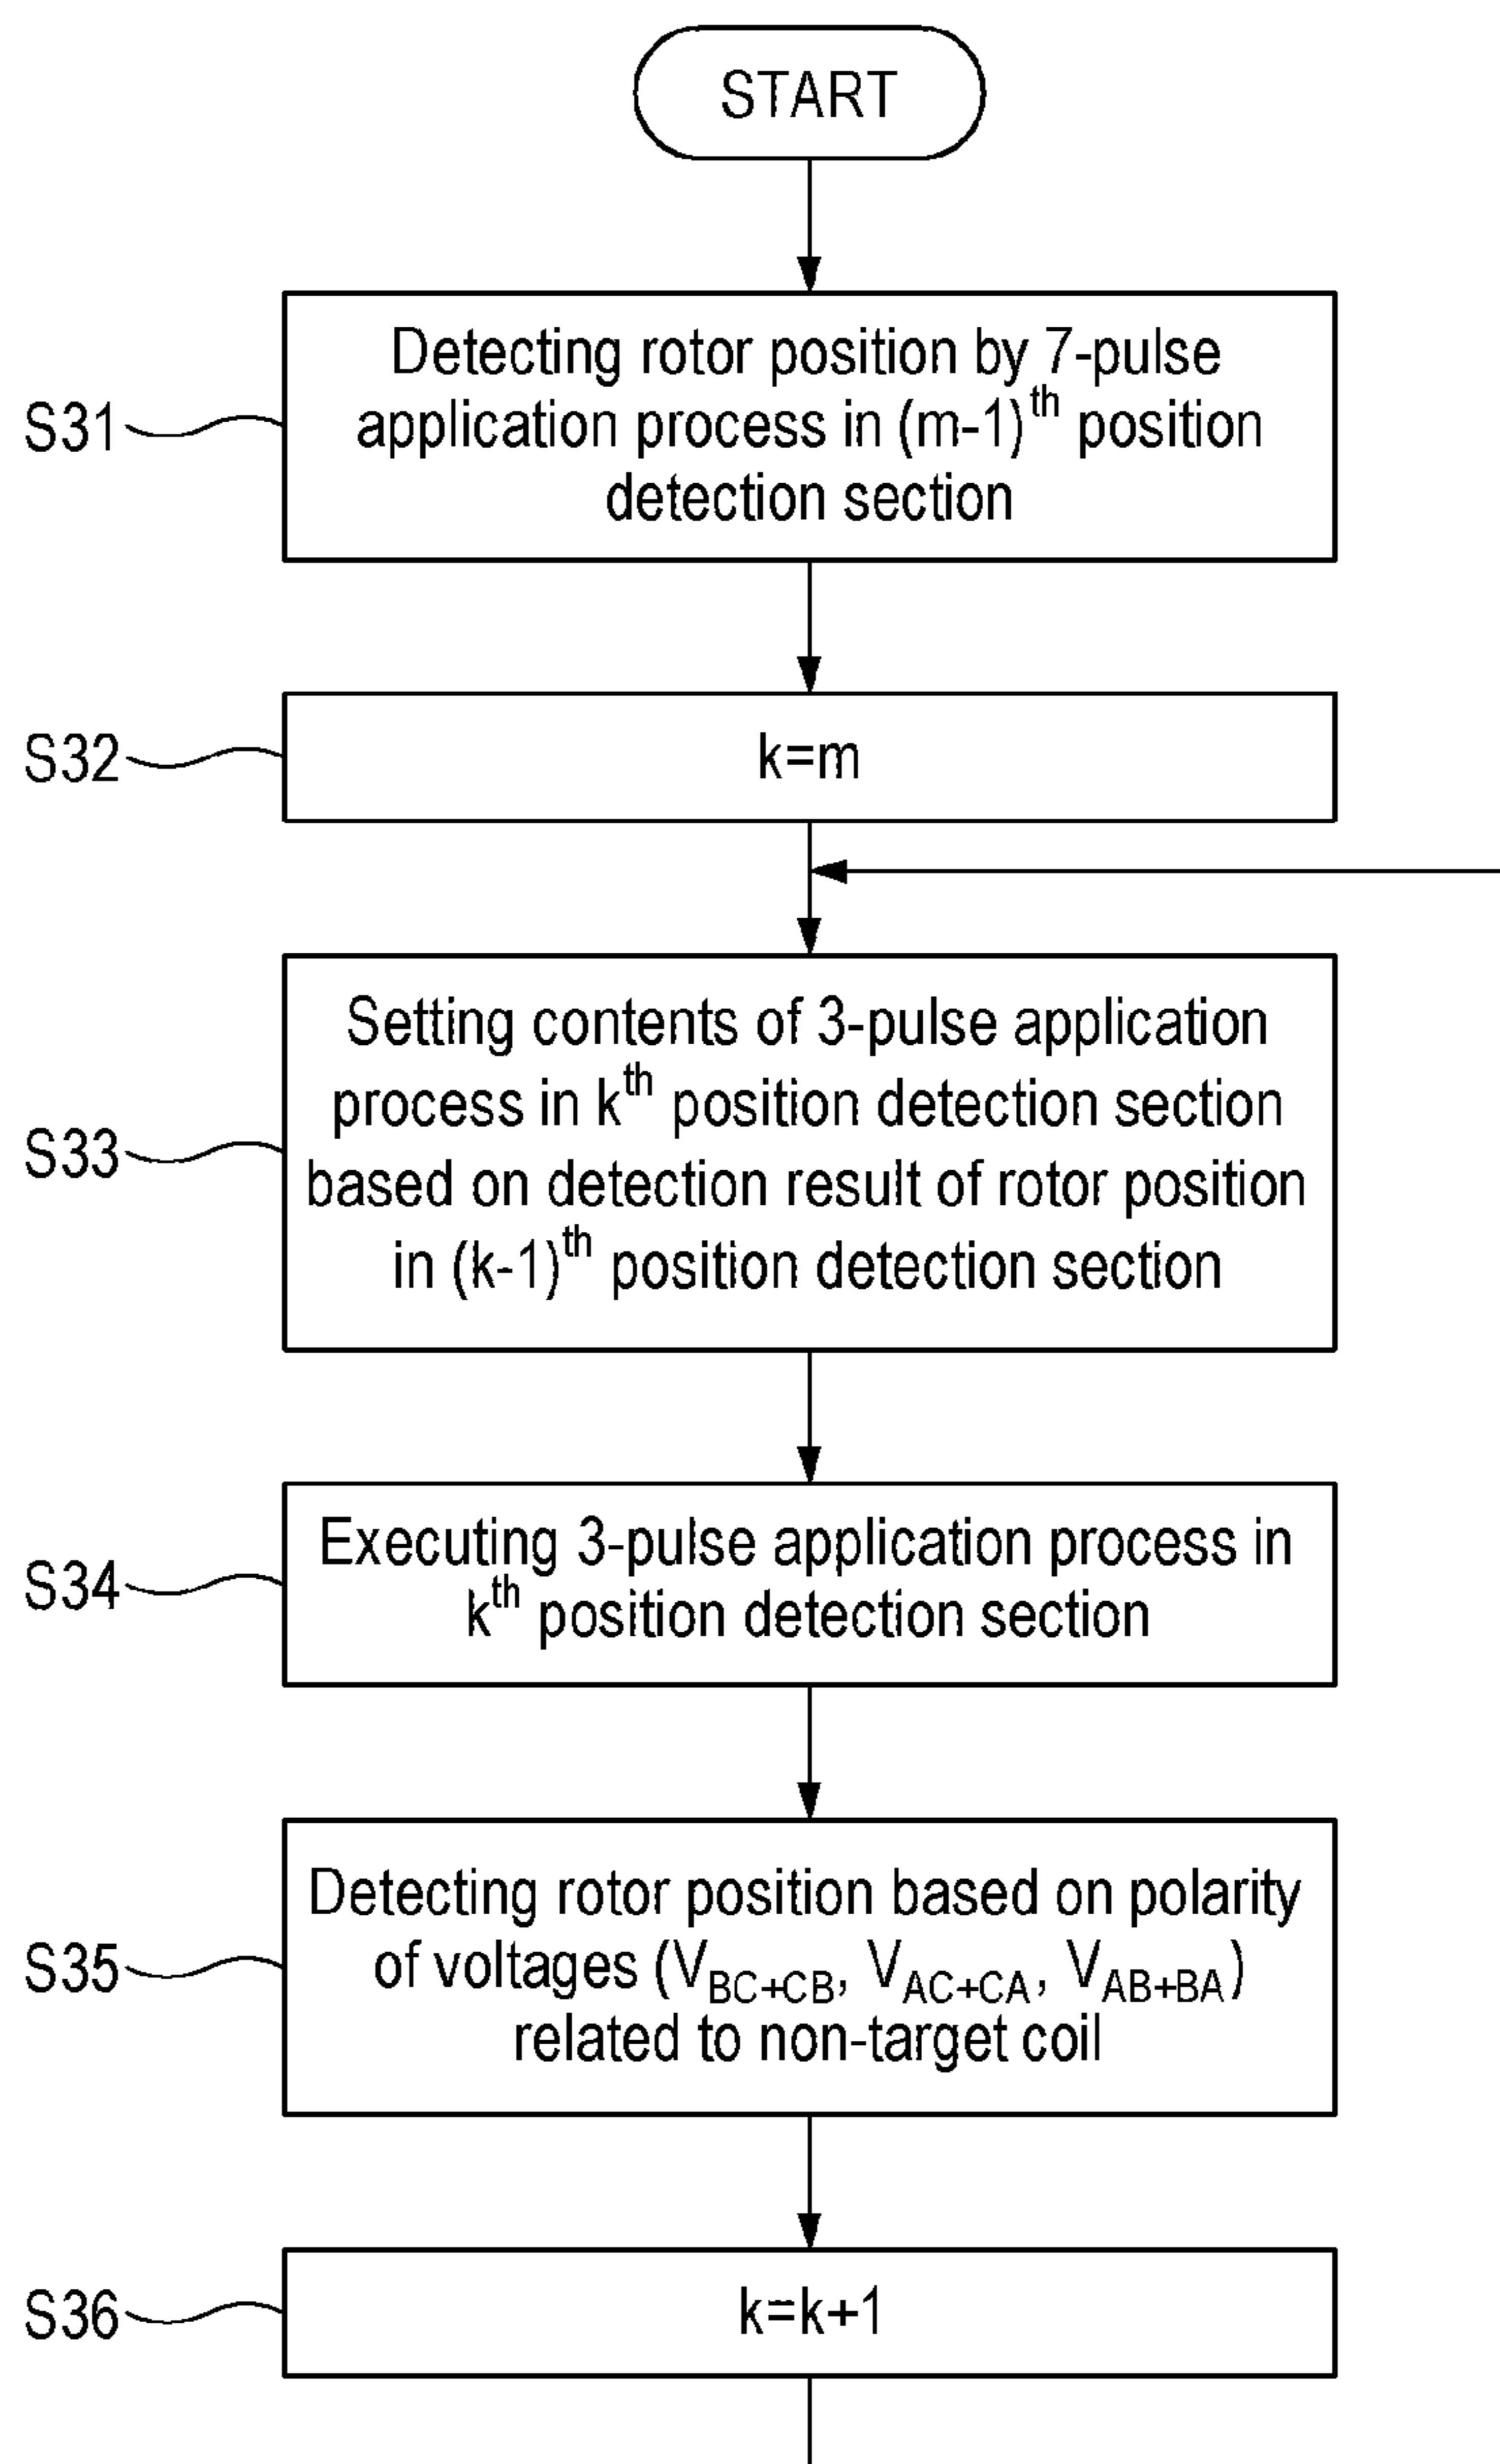 START
S31
Detecting rotor position by 7-pulse
application process in (m-1)th position
detection section
S32
k=m
S33
Setting contents of 3-pulse application
process in kth position detection section
based on detection result of rotor position
in (k-1)th position detection section
S34
Executing 3-pulse application process in
kth position detection section
S35
Detecting rotor position based on polarity
of voltages (VBC+CB, VAC+CA, VAB+BA)
related to non-target coil
S36
k=k+1